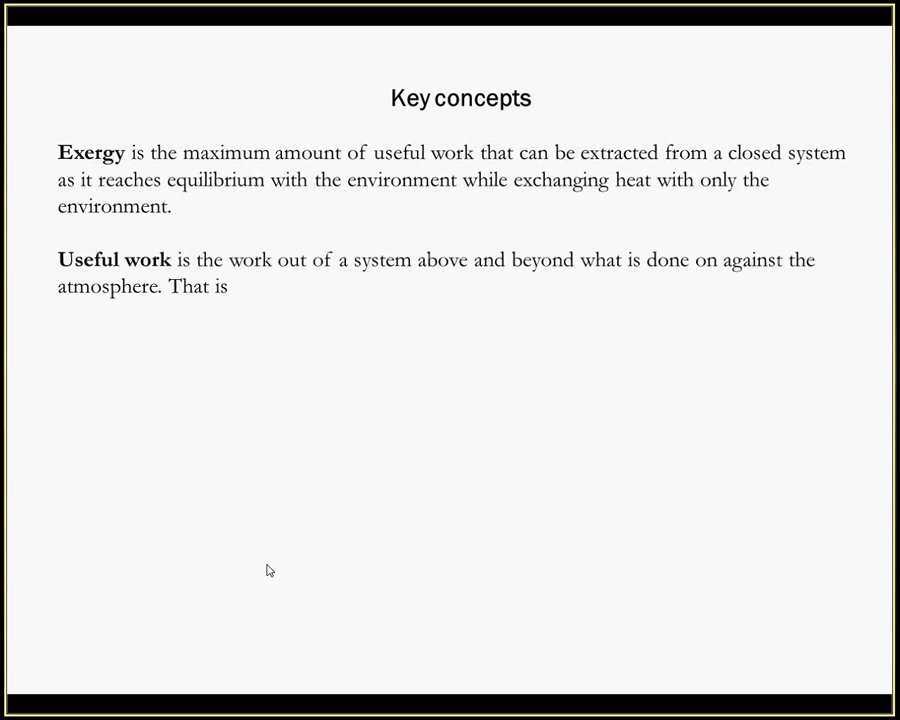 Key concepts
Exergy is the maximum amount of useful work that can be extracted from a closed system
as it reaches equilibrium with the environment while exchanging heat with only the
environment.
Useful work is the work out of a system above and beyond what is done on against the
atmosphere. That is